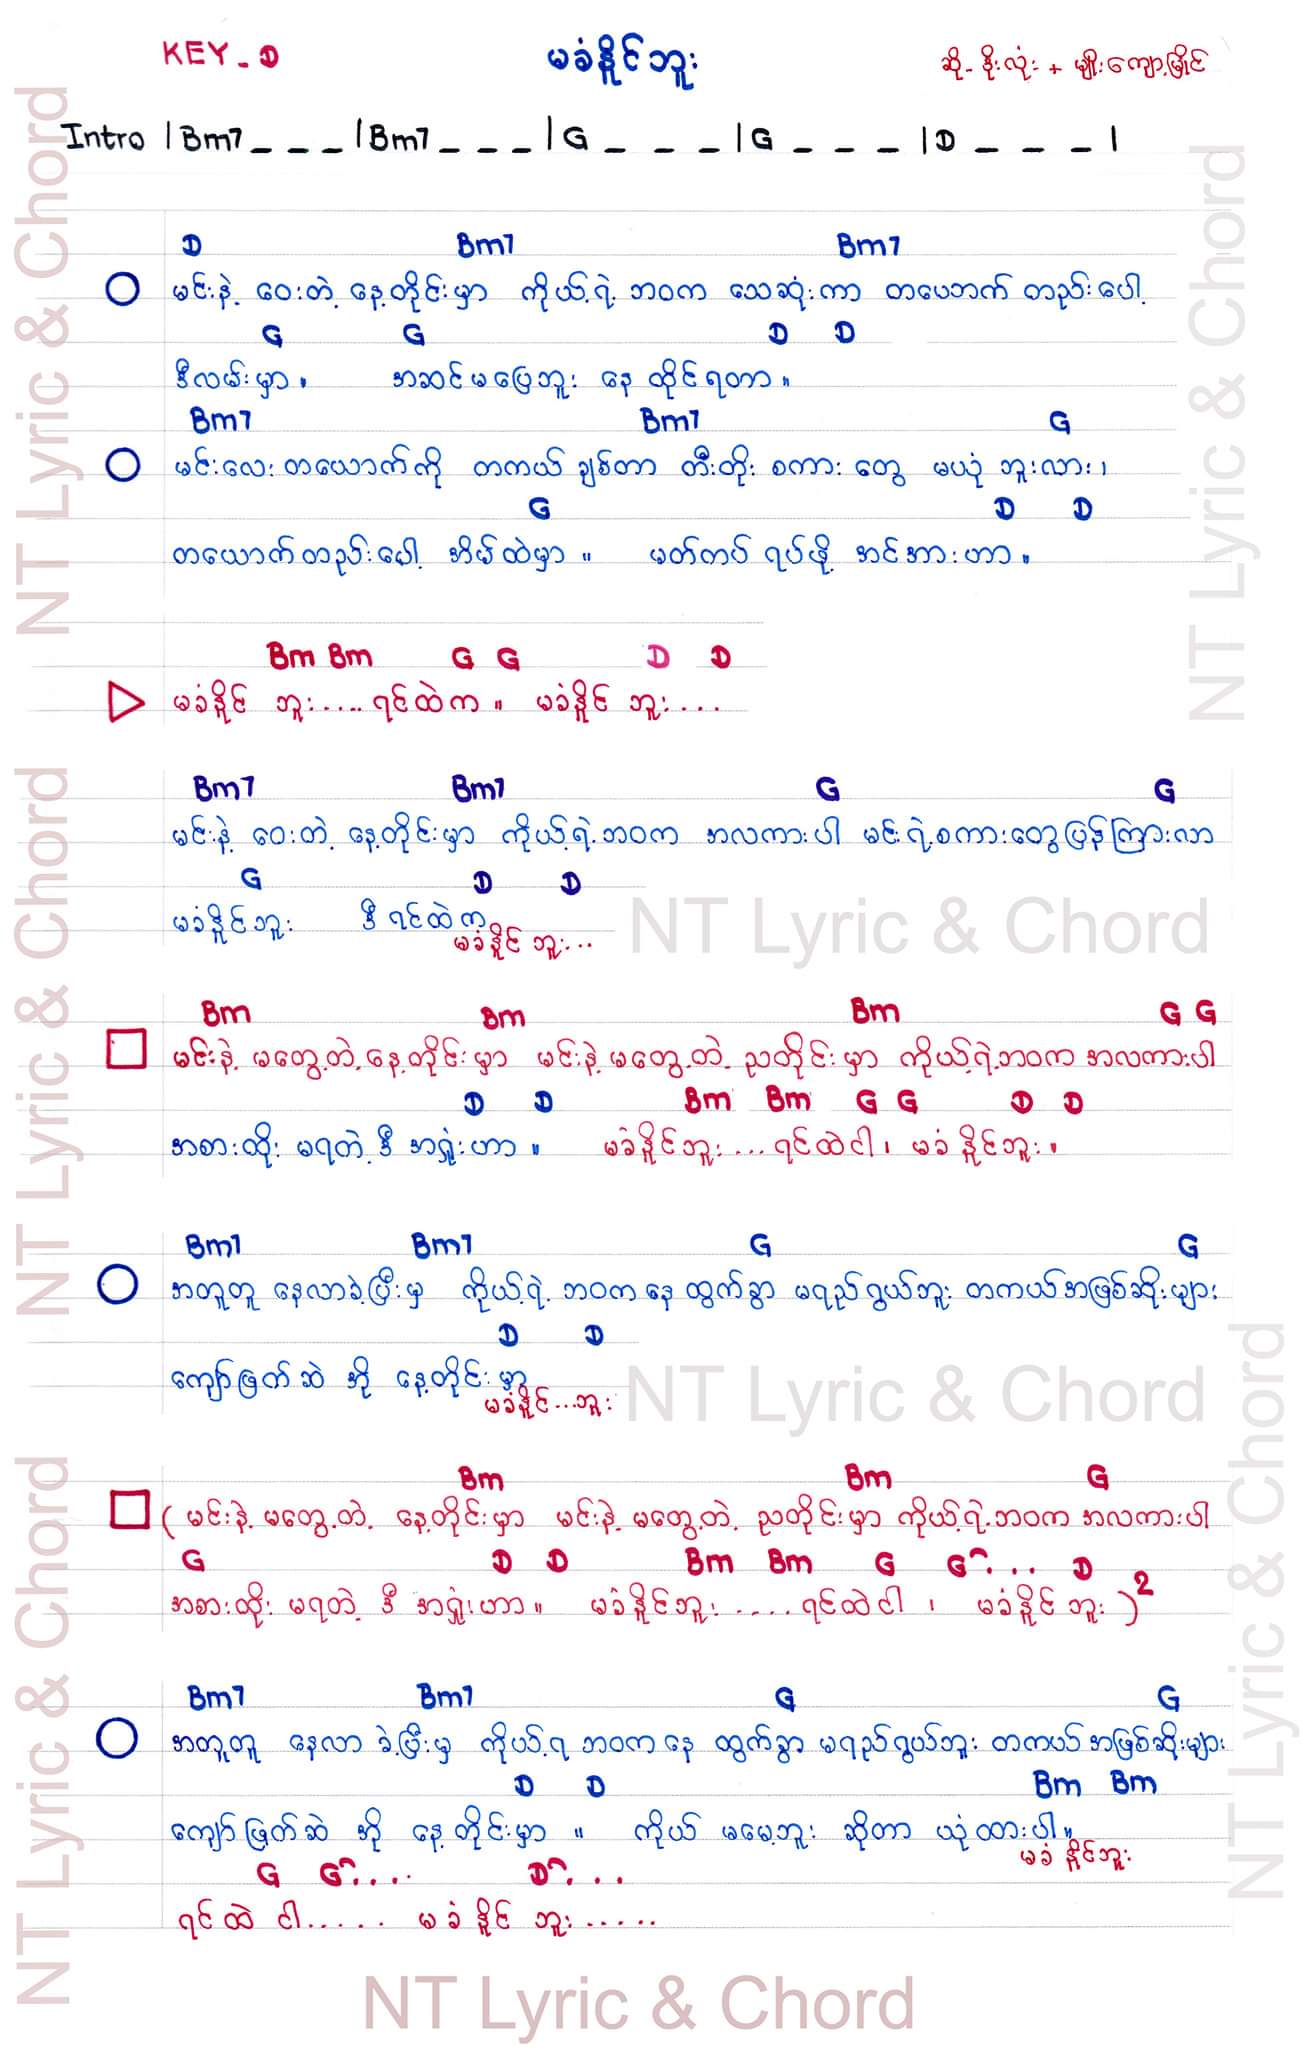 KEY - D
မခံနိုင်ဘူး
ဆို - နိုးလုံး + မျိုးကျော့မြိုင်
Intro | Bm7 _ _ _ | Bm7 _ _ _ | G _ _ _ | G _ _ _ | D _ _ _ |
D Bm7 Bm7
မင်းနဲ့ ဝေးတဲ့ နေ့တိုင်းမှာ ကိုယ့်ရဲ့ ဘဝက သေဆုံးကာ တပေဘက် တည်းပေါ့
G G D D
ဒီလမ်းမှာ။ အဆင်မပြေဘူး နေ ထိုင်ရတာ။
Bm7 Bm7 G
မင်းလေး တယောက်ကို တကယ် ချစ်တာ တီးတိုး စကား တွေ မယုံ ဘူးလား၊
G D D
တယောက်တည်းပေါ့ အိမ်ထဲမှာ ။ မတ်တပ် ရပ်ဖို့ အင်အားဟာ ။
Bm Bm G G D D
မခံနိုင် ဘူး.... ရင်ထဲက ။ မခံနိုင် ဘူး...
Bm7 Bm7 G G
မင်းနဲ့ ဝေးတဲ့ နေ့တိုင်းမှာ ကိုယ့်ရဲ့ဘဝက အလကားပါ မင်းရဲ့စကားတွေပြန်ကြားလာ
G D D
မခံနိုင်ဘူး ဒီ ရင်ထဲက
မခံနိုင် ဘူး...
Bm Bm Bm G G
မင်းနဲ့ မတွေ့တဲ့ နေ့တိုင်းမှာ မင်းနဲ့ မတွေ့တဲ့ ညတိုင်းမှာ ကိုယ့်ရဲ့ဘဝက အလကားပါ
D D Bm Bm G G D D
အစားထိုး မရတဲ့ ဒီ အရှုံးဟာ ။ မခံနိုင်ဘူး ... ရင်ထဲငါ၊ မခံ နိုင်ဘူး။
Bm7 Bm7 G G
အတူတူ နေလာခဲ့ပြီးမှ ကိုယ့်ရဲ့ ဘဝက နေ ထွက်ခွာ မရည်ရွယ်ဘူး တကယ်အဖြစ်ဆိုးများ
D D
ကျော်ဖြတ်ဆဲ အို နေ့တိုင်းမှာ
မခံနိုင်...ဘူး
Bm Bm G
( မင်းနဲ့ မတွေ့တဲ့ နေ့တိုင်းမှာ မင်းနဲ့ မတွေ့တဲ့ ညတိုင်းမှာ ကိုယ့်ရဲ့ဘဝက အလကားပါ
G D D Bm Bm G G^... D
အစားထိုး မရတဲ့ ဒီ အရှုံးဟာ ။ မခံနိုင်ဘူး .... ရင်ထဲငါ ၊ မခံနိုင်ဘူး )2
Bm7 Bm7 G G
အတူတူ နေလာ ခဲ့ပြီးမှ ကိုယ့်ရဲ့ ဘဝက နေ ထွက်ခွာ မရည်ရွယ်ဘူး တကယ် အဖြစ်ဆိုးများ
D D Bm Bm
ကျော်ဖြတ်ဆဲ အို နေ့တိုင်းမှာ ။ ကိုယ် မမေ့ဘူး ဆိုတာ ယုံထားပါ။
မခံ နိုင်ဘူး
G G^.... D^....
ရင်ထဲ ငါ..... မခံနိုင် ဘူး.....
NT Lyric & Chord
NT Lyric & Chord
NT Lyric & Chord
NT Lyric & Chord
NT Lyric & Chord
NT Lyric & Chord
NT Lyric & Chord
NT Lyric & Chord